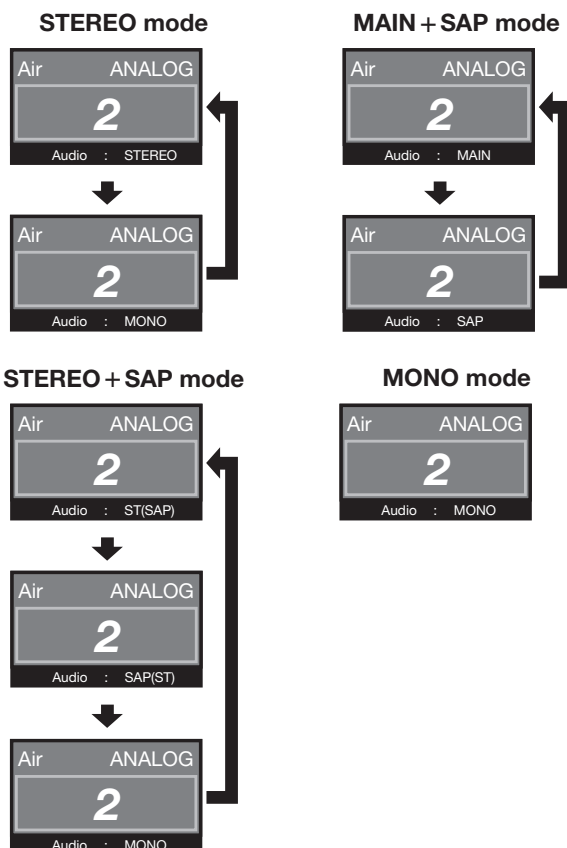 STEREO mode
Air ANALOG
2
Audio : STEREO
Air ANALOG
2
Audio : MONO
MAIN + SAP mode
Air ANALOG
2
Audio : MAIN
Air ANALOG
2
Audio : SAP
STEREO + SAP mode
Air ANALOG
2
Audio : ST(SAP)
Air ANALOG
2
Audio : SAP(ST)
Air ANALOG
2
Audio : MONO
MONO mode
Air ANALOG
2
Audio : MONO